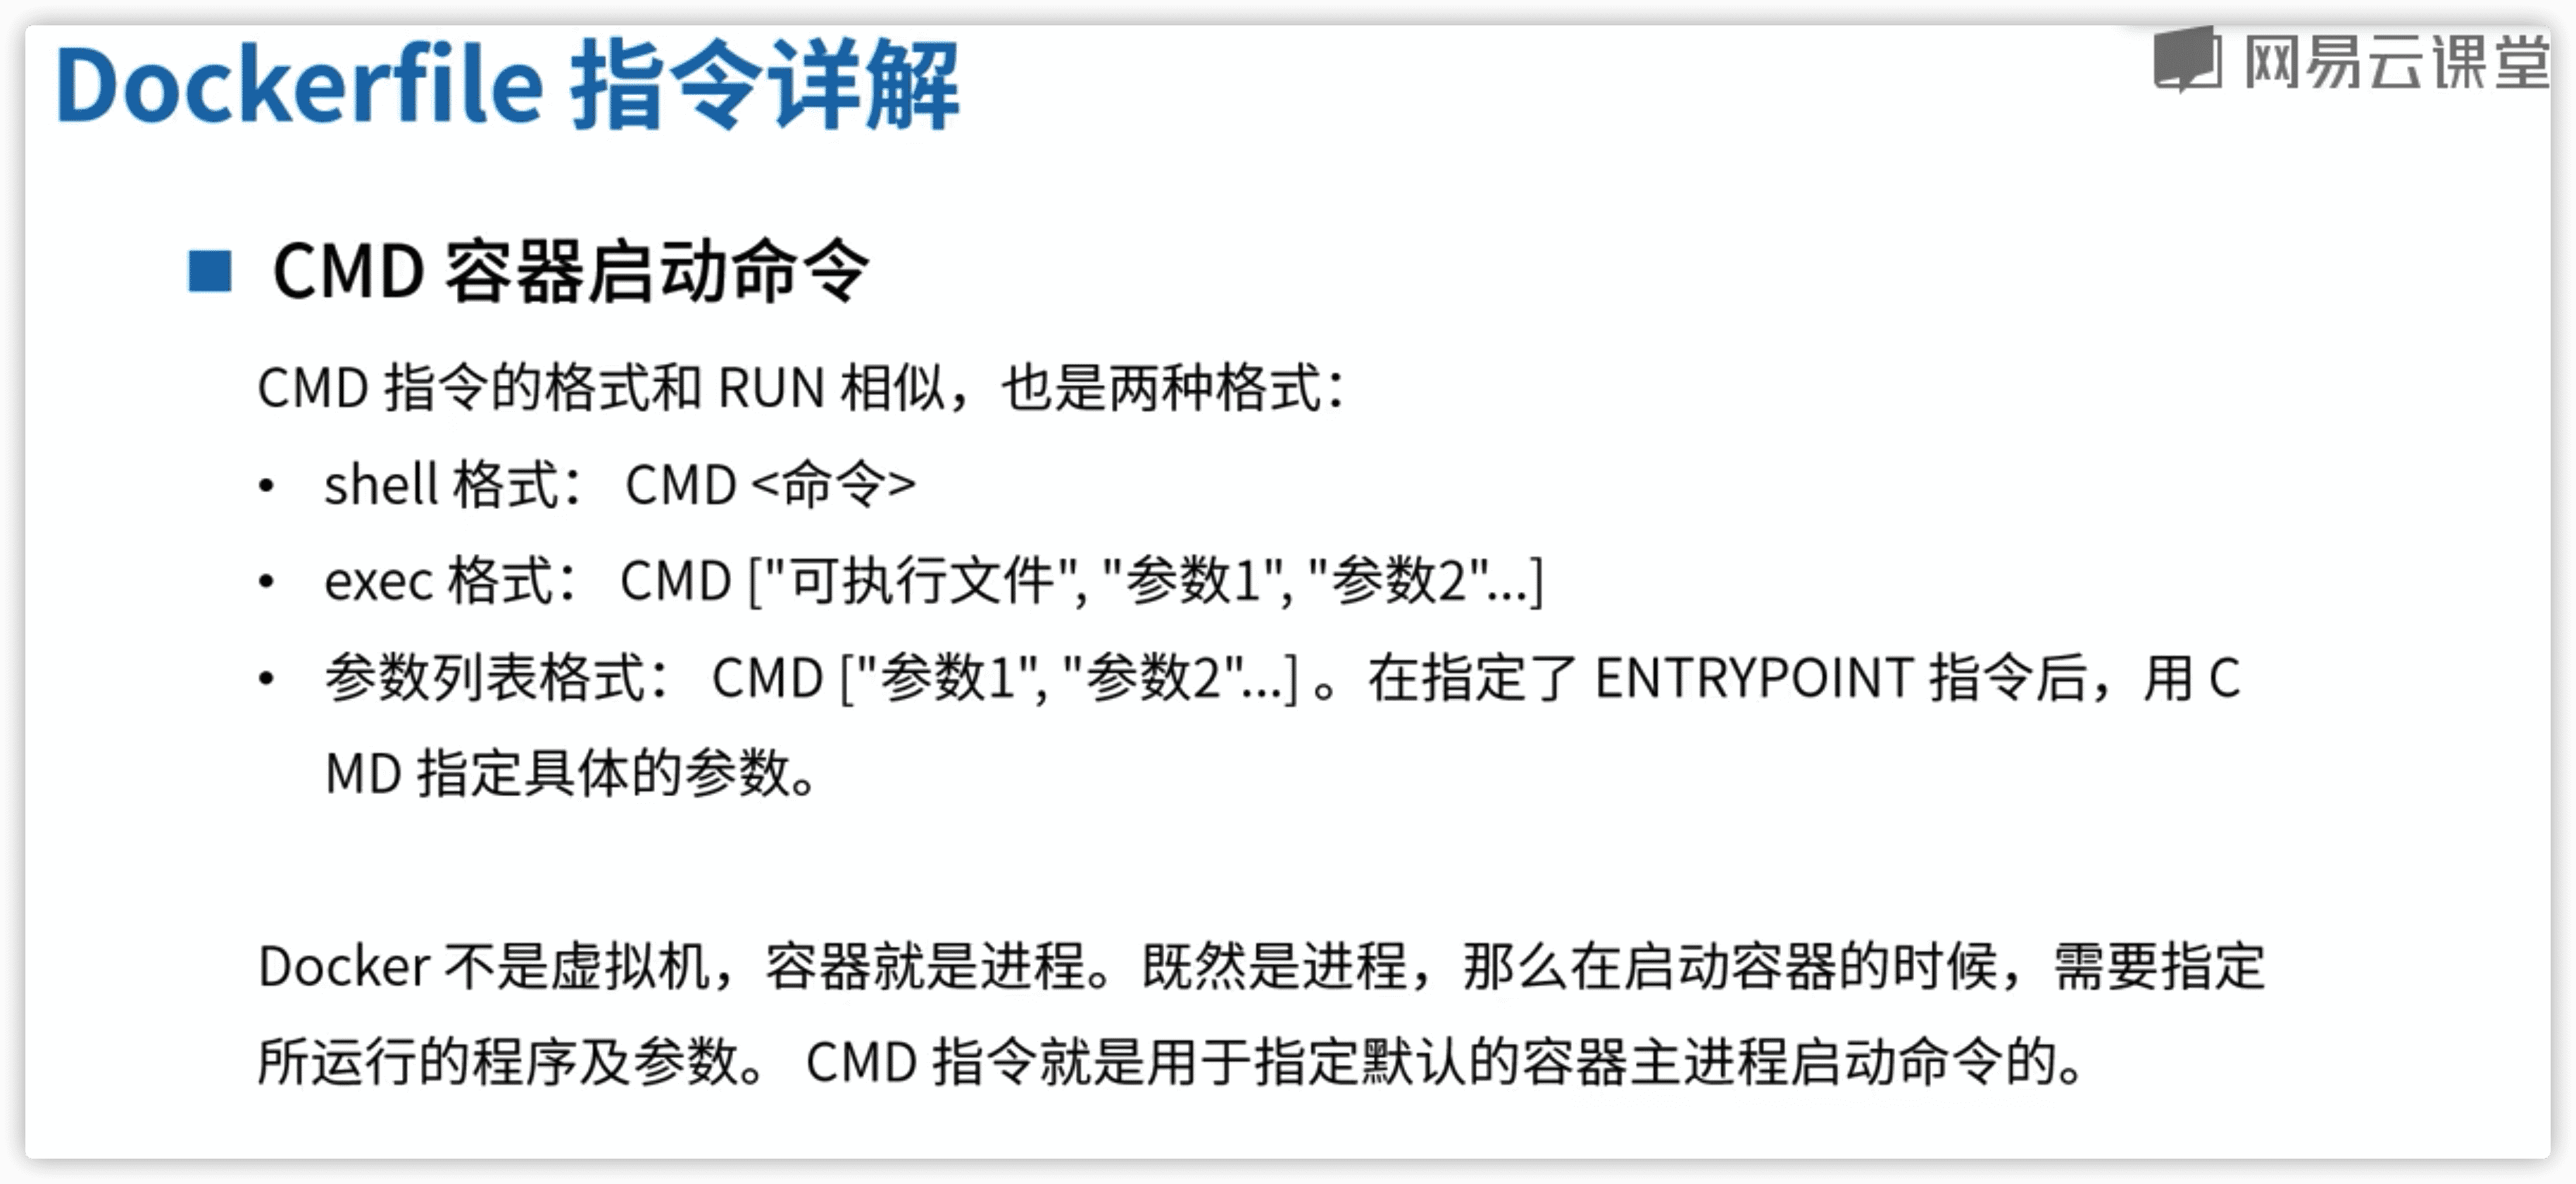 Dockerfile 指令详解
网易云课堂
CMD 容器启动命令
CMD 指令的格式和 RUN 相似，也是两种格式：
• shell 格式： CMD <命令>
• exec 格式： CMD ["可执行文件", "参数1", "参数2"...]
• 参数列表格式： CMD ["参数1", "参数2"...] 。在指定了 ENTRYPOINT 指令后，用 C
MD 指定具体的参数。
Docker 不是虚拟机，容器就是进程。既然是进程，那么在启动容器的时候，需要指定
所运行的程序及参数。 CMD 指令就是用于指定默认的容器主进程启动命令的。